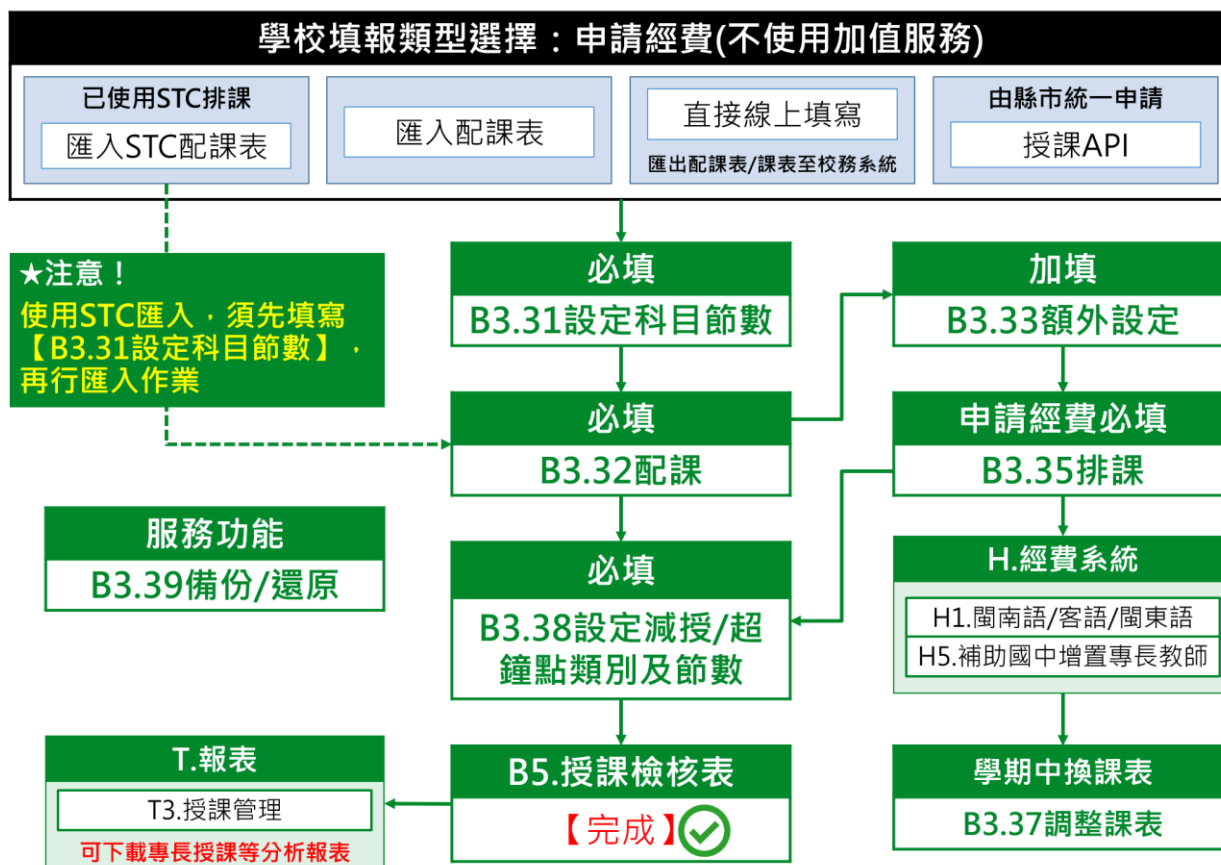 學校填報類型選擇：申請經費(不使用加值服務)
已使用STC排課
匯入STC配課表
匯入配課表
直接線上填寫
匯出配課表/課表至校務系統
由縣市統一申請
授課API
★注意！
使用STC匯入，須先填寫
【B3.31設定科目節數】，
再行匯入作業
必填
B3.31設定科目節數
加填
B3.33額外設定
必填
B3.32配課
申請經費必填
B3.35排課
服務功能
B3.39備份/還原
必填
B3.38設定減授/超
鐘點類別及節數
H.經費系統
H1.閩南語/客語/閩東語
H5.補助國中增置專長教師
T.報表
T3.授課管理
可下載專長授課等分析報表
B5.授課檢核表
【完成】
學期中換課表
B3.37調整課表